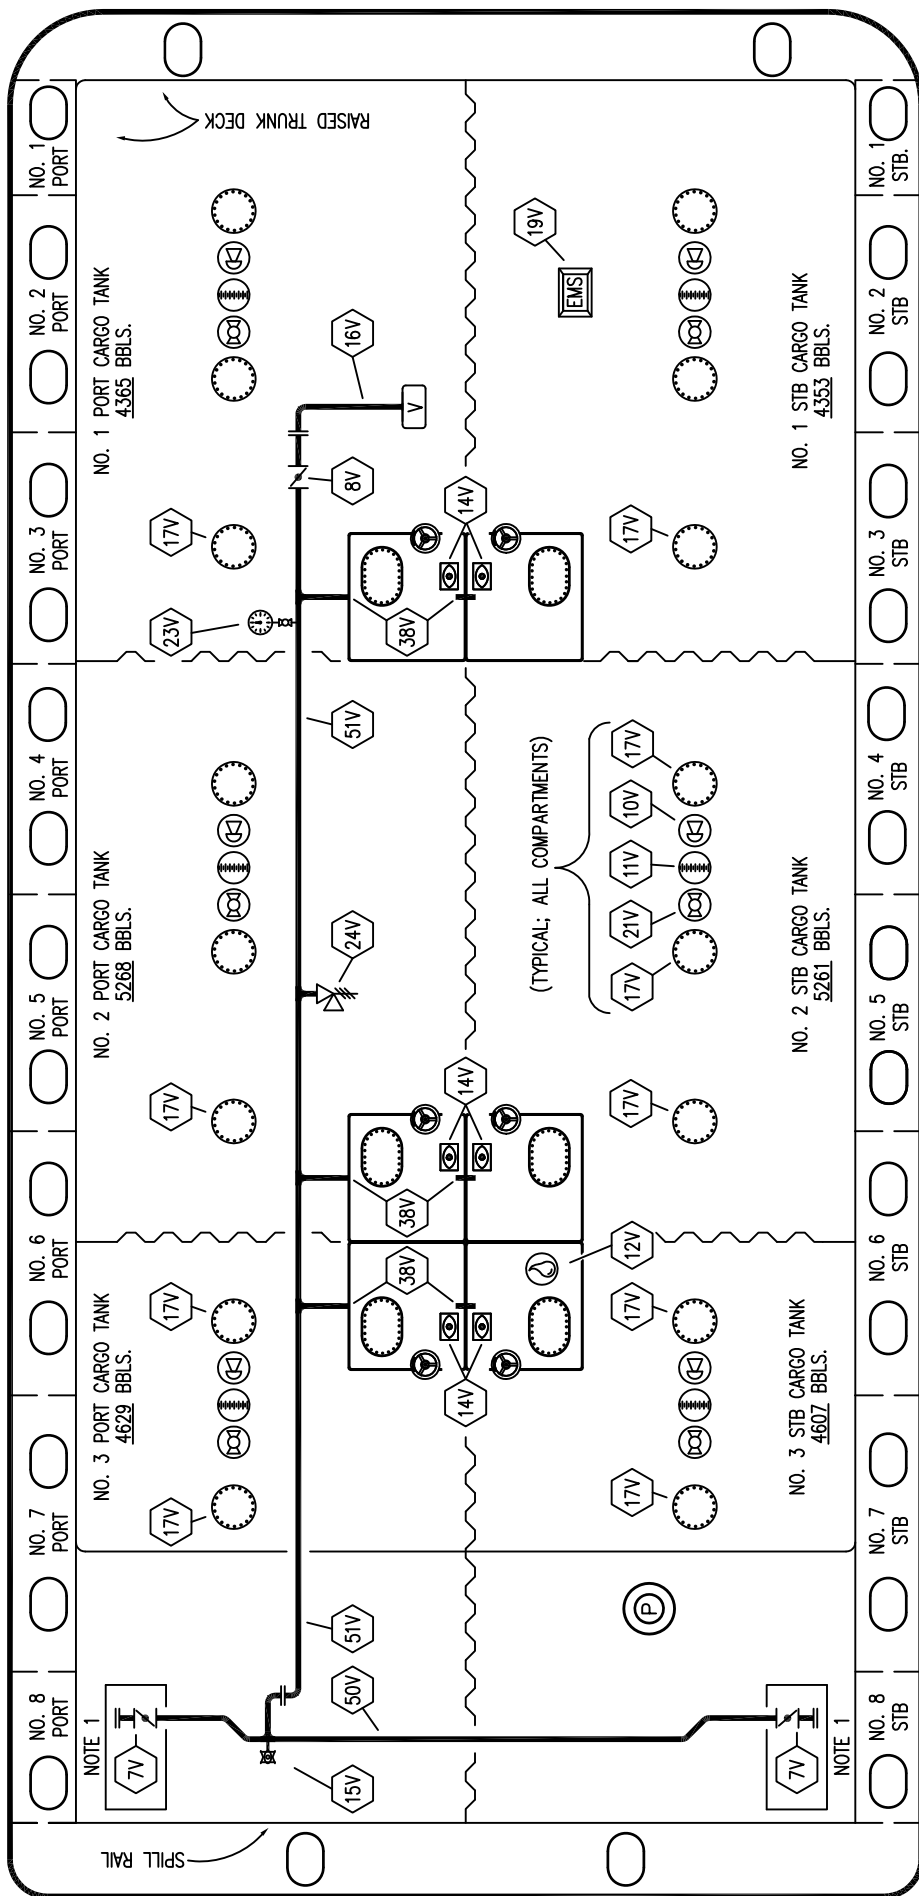 RAISED TRUNK DECK
NO. 1
PORT
NO. 2
PORT
NO. 3
PORT
NO. 4
PORT
NO. 5
PORT
NO. 6
PORT
NO. 7
PORT
NO. 8
PORT
NO. 1 PORT CARGO TANK
4365 BBLS.
17V
23V
16V
8V
V
14V
38V
51V
NO. 2 PORT CARGO TANK
5268 BBLS.
17V
24V
14V
38V
NO. 3 PORT CARGO TANK
4629 BBLS.
17V
17V
38V
14V
51V
50V
15V
NOTE 1
7V
SPILL RAIL
19V
EMS
NO. 1 STB CARGO TANK
4353 BBLS.
17V
(TYPICAL; ALL COMPARTMENTS)
17V
10V
11V
21V
17V
NO. 2 STB CARGO TANK
5261 BBLS.
17V
12V
17V
NO. 3 STB CARGO TANK
4607 BBLS.
17V
P
7V
NOTE 1
NO. 1
STB.
NO. 2
STB
NO. 3
STB
NO. 4
STB
NO. 5
STB
NO. 6
STB
NO. 7
STB
NO. 8
STB